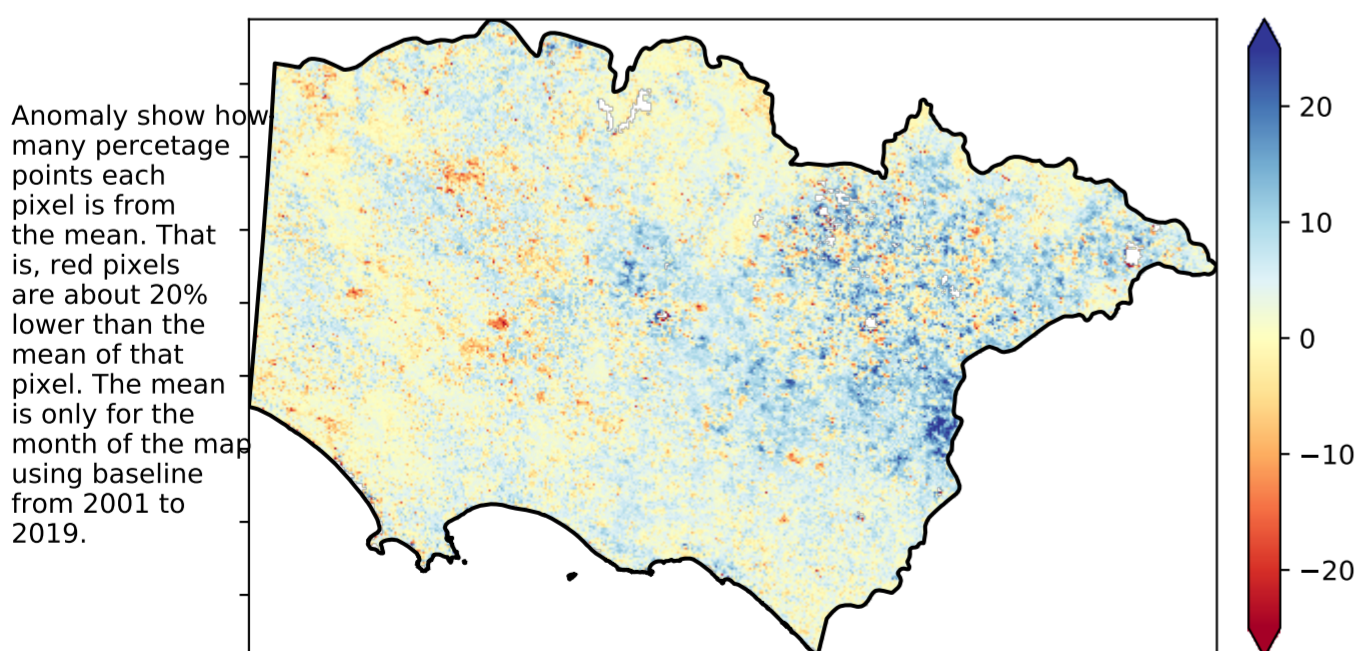 Anomaly show how
many percetage
points each
pixel is from
the mean. That
is, red pixels
are about 20%
lower than the
mean of that
pixel. The mean
is only for the
month of the map
using baseline
from 2001 to
2019.
20
10
0
−10
−20